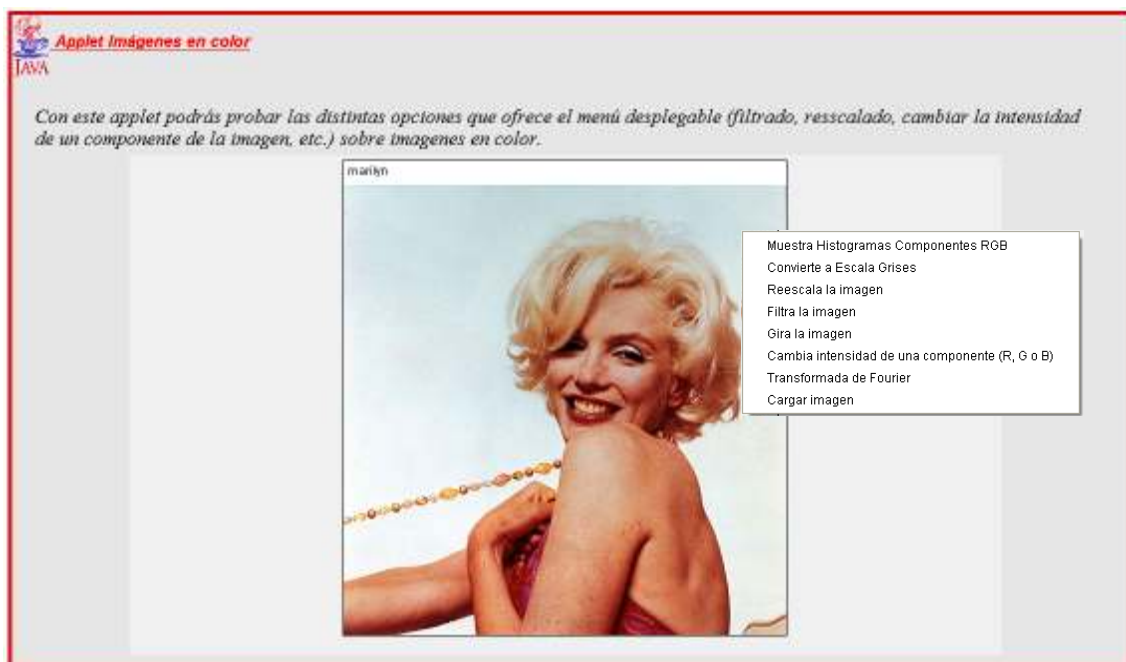 Applet Imágenes en color
JAVA
Con este applet podrás probar las distintas opciones que ofrece el menú desplegable (filtrado, resscalado, cambiar la intensidad
de un componente de la imagen, etc.) sobre imagenes en color.
marilyn
Muestra Histogramas Componentes RGB
Convierte a Escala Grises
Reescala la imagen
Filtra la imagen
Gira la imagen
Cambia intensidad de una componente (R, G o B)
Transformada de Fourier
Cargar imagen